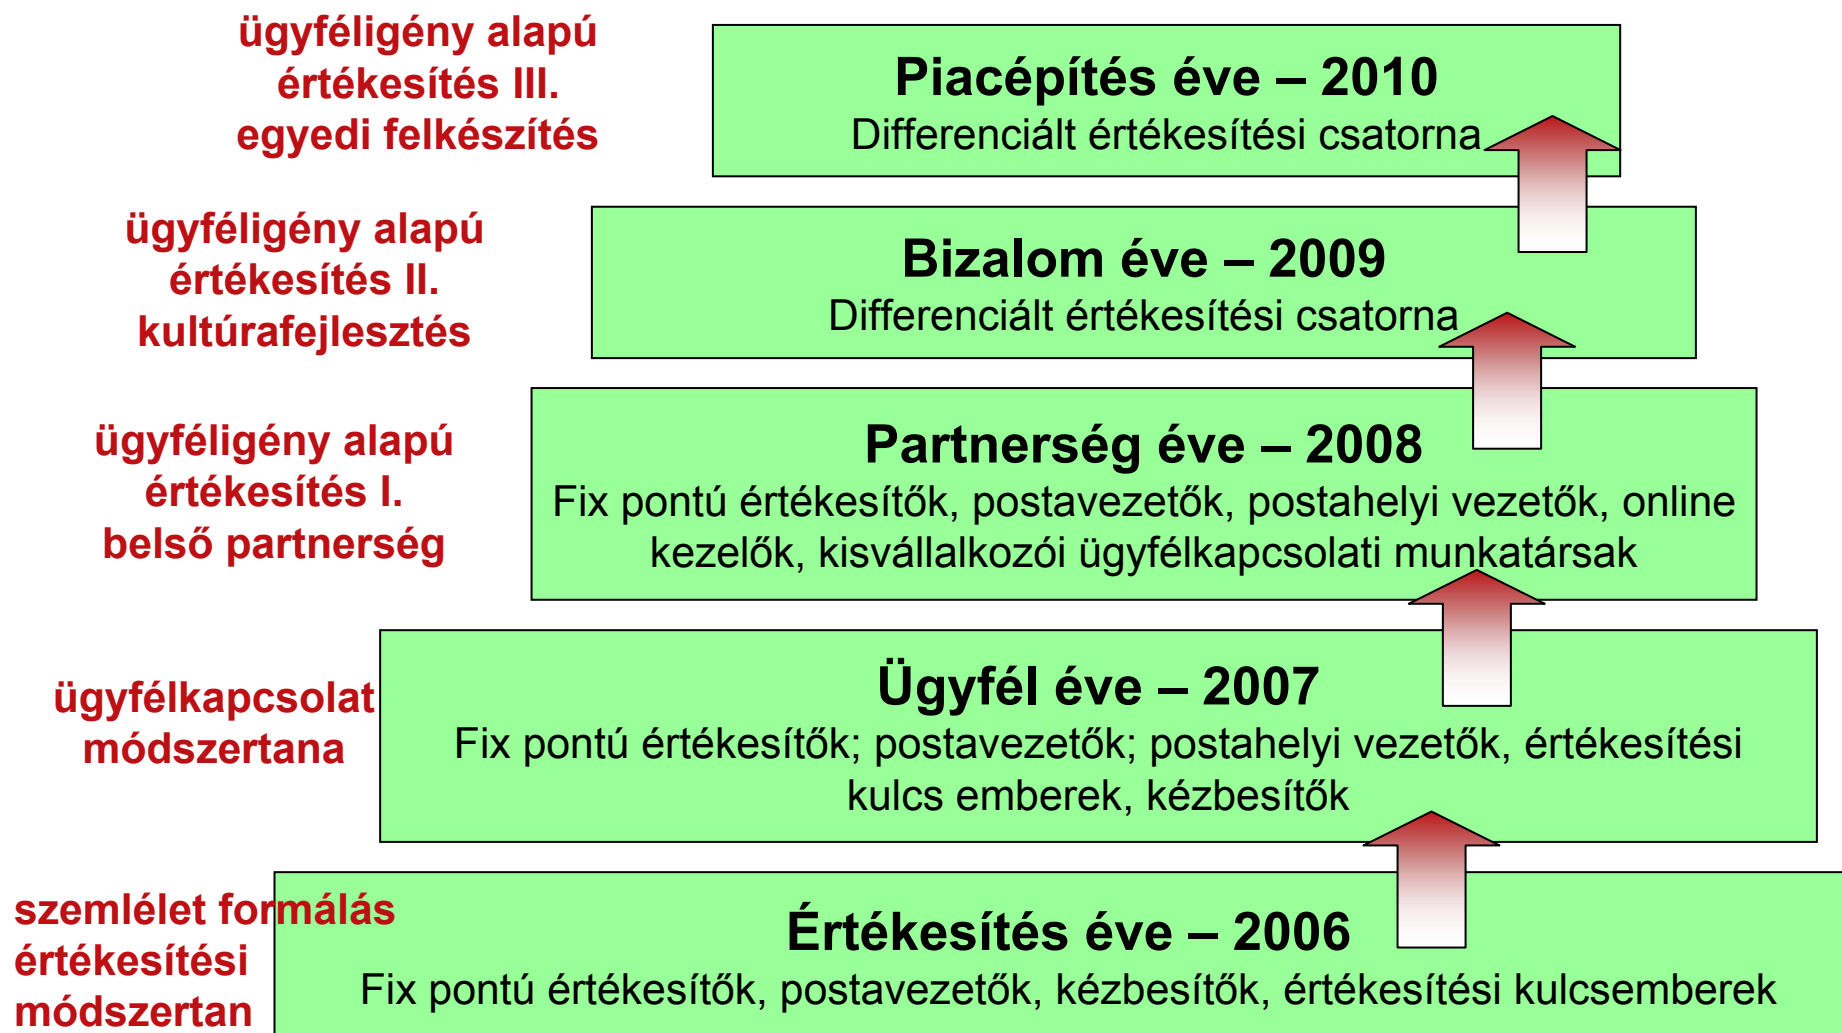 ügyféligény alapú
értékesítés III.
egyedi felkészítés
Piacépítés éve – 2010
Differenciált értékesítési csatorna
ügyféligény alapú
értékesítés II.
kultúrafejlesztés
Bizalom éve – 2009
Differenciált értékesítési csatorna
ügyféligény alapú
értékesítés I.
belső partnerség
Partnerség éve – 2008
Fix pontú értékesítők, postavezetők, postahelyi vezetők, online
kezelők, kisvállalkozói ügyfélkapcsolati munkatársak
ügyfélkapcsolat
módszertana
Ügyfél éve – 2007
Fix pontú értékesítők; postavezetők; postahelyi vezetők, értékesítési
kulcs emberek, kézbesítők
szemlélet formálás
értékesítési
módszertan
Értékesítés éve – 2006
Fix pontú értékesítők, postavezetők, kézbesítők, értékesítési kulcsemberek